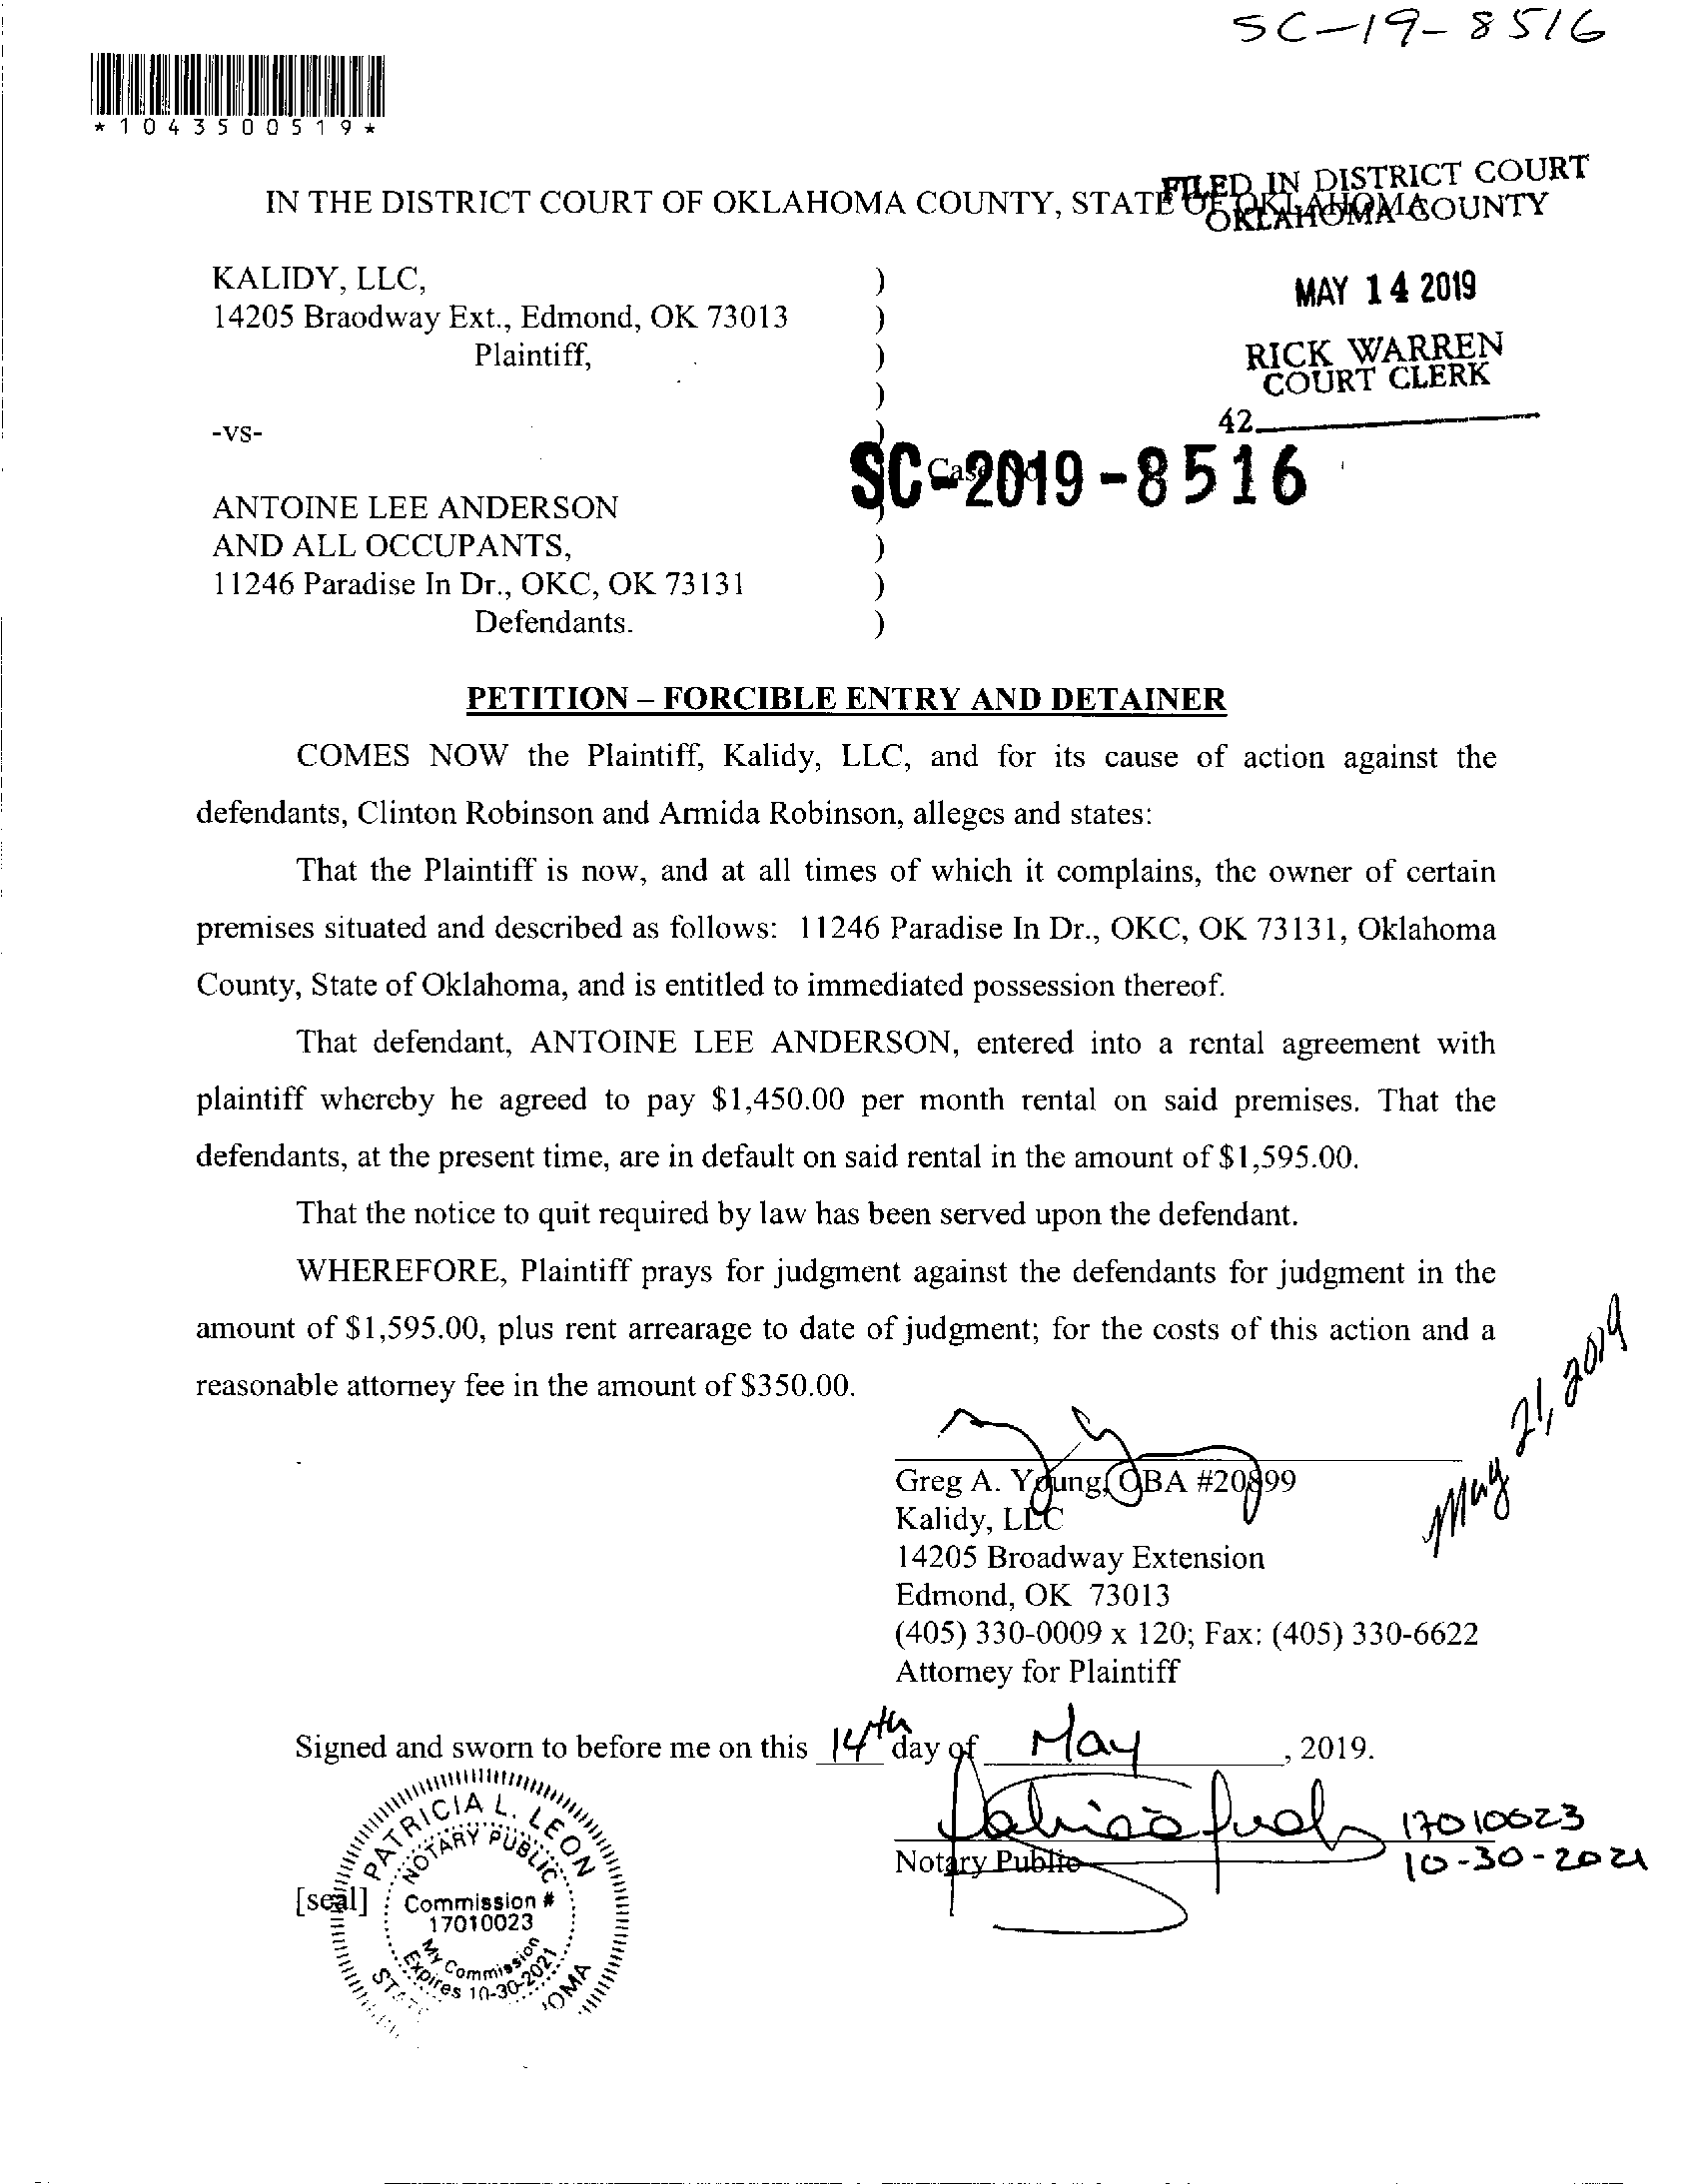 SC-19-8516
*1043500519*
IN THE DISTRICT COURT OF OKLAHOMA COUNTY, STATE OF OKLAHOMA
FILED IN DISTRICT COURT
OKLAHOMA COUNTY
KALIDY, LLC, )
14205 Braodway Ext., Edmond, OK 73013 )
Plaintiff, )
)
MAY 14 2019
RICK WARREN
COURT CLERK
42
-vs- )
Case No.
SC-2019-8516
ANTOINE LEE ANDERSON )
AND ALL OCCUPANTS, )
11246 Paradise In Dr., OKC, OK 73131 )
Defendants. )
PETITION – FORCIBLE ENTRY AND DETAINER
COMES NOW the Plaintiff, Kalidy, LLC, and for its cause of action against the
defendants, Clinton Robinson and Armida Robinson, alleges and states:
That the Plaintiff is now, and at all times of which it complains, the owner of certain
premises situated and described as follows: 11246 Paradise In Dr., OKC, OK 73131, Oklahoma
County, State of Oklahoma, and is entitled to immediated possession thereof.
That defendant, ANTOINE LEE ANDERSON, entered into a rental agreement with
plaintiff whereby he agreed to pay $1,450.00 per month rental on said premises. That the
defendants, at the present time, are in default on said rental in the amount of $1,595.00.
That the notice to quit required by law has been served upon the defendant.
WHEREFORE, Plaintiff prays for judgment against the defendants for judgment in the
amount of $1,595.00, plus rent arrearage to date of judgment; for the costs of this action and a
reasonable attorney fee in the amount of $350.00.
May 21, 2019
Greg A. Young, OBA #20899
Kalidy, LLC
14205 Broadway Extension
Edmond, OK 73013
(405) 330-0009 x 120; Fax: (405) 330-6622
Attorney for Plaintiff
Signed and sworn to before me on this 14th day of May, 2019.
17010023
Notary Public
10-30-2021
[seal]
PATRICIA L. LEON
NOTARY PUBLIC
Commission #
17010023
My Commission
Expires 10-30-2021